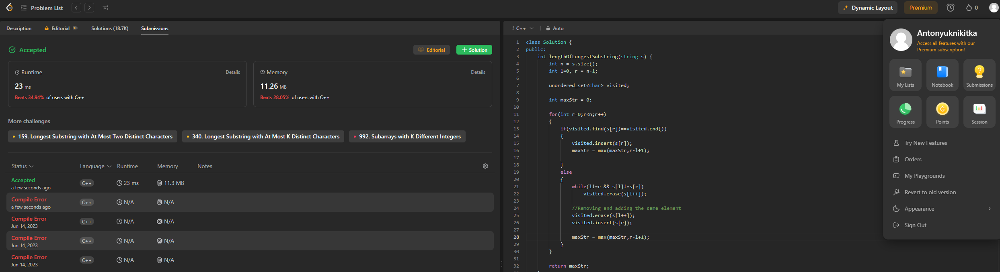 Problem List
Dynamic Layout
Premium
0
Description
Editorial
Solutions (18.7K)
Submissions
Accepted
Editorial
+ Solution
Runtime
Details
23 ms
Beats 34.94% of users with C++
Memory
Details
11.26 MB
Beats 28.05% of users with C++
More challenges
159. Longest Substring with At Most Two Distinct Characters
340. Longest Substring with At Most K Distinct Characters
992. Subarrays with K Different Integers
Status Language Runtime Memory Notes
Accepted
a few seconds ago
C++ 23 ms 11.3 MB
Compile Error
a few seconds ago
C++ N/A N/A
Compile Error
Jun 14, 2023
C++ N/A N/A
Compile Error
Jun 14, 2023
C++ N/A N/A
Compile Error
Jun 14, 2023
C++ N/A N/A
i C++ Auto
1 class Solution {
2 public:
3 int lengthOfLongestSubstring(string s) {
4 int n = s.size();
5 int l=0, r = n-1;
6
7 unordered_set<char> visited;
8
9 int maxStr = 0;
10
11 for(int r=0;r<n;r++)
12 {
13 if(visited.find(s[r])==visited.end())
14 {
15 visited.insert(s[r]);
16 maxStr = max(maxStr,r-l+1);
17
18 }
19 else
20 {
21 while(l!=r && s[l]!=s[r])
22 visited.erase(s[l++]);
23
24 //Removing and adding the same element
25 visited.erase(s[l++]);
26 visited.insert(s[r]);
27
28 maxStr = max(maxStr,r-l+1);
29 }
30 }
31
32 return maxStr;
Antonyuknikitka
Access all features with our
Premium subscription!
My Lists
Notebook
Submissions
Progress
Points
Session
Try New Features
Orders
My Playgrounds
Revert to old version
Appearance
Sign Out